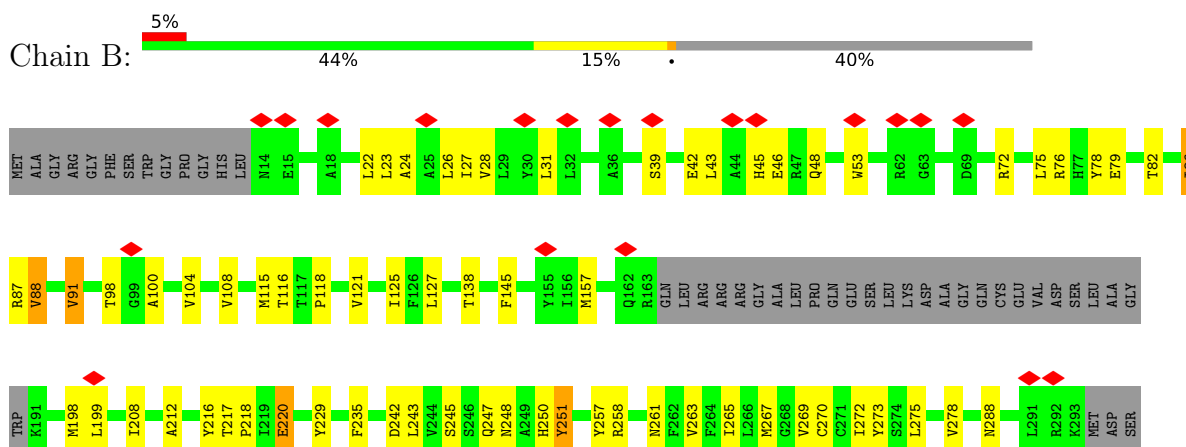 5%
Chain B:
44% 15% • 40%
MET ALA GLY ARG GLY PHE SER TRP GLY PRO GLY HIS LEU N14 E15 A18 L22 L23 A24 A25 L26 I27 V28 L29 Y30 L31 L32 A36 S39 E42 L43 A44 H45 E46 R47 Q48 W53 R62 G63 D69 R72 L75 R76 H77 Y78 E79 T82
R87 V88 V91 T98 G99 A100 V104 V108 M115 T116 T117 P118 V121 I125 F126 L127 T138 F145 Y155 I156 M157 Q162 R163 GLN LEU ARG ARG ARG GLY ALA LEU PRO GLN GLU SER LEU LYS ASP ALA GLY GLN CYS GLU VAL ASP SER LEU ALA GLY
TRP K191 M198 L199 I208 A212 Y216 T217 P218 I219 E220 Y229 F235 D242 L243 V244 S245 S246 Q247 N248 A249 H250 Y251 Y257 R258 N261 F262 V263 F264 I265 L266 M267 G268 V269 C270 C271 I272 Y273 S274 L275 V278 N288 L291 R292 K293 MET ASP SER